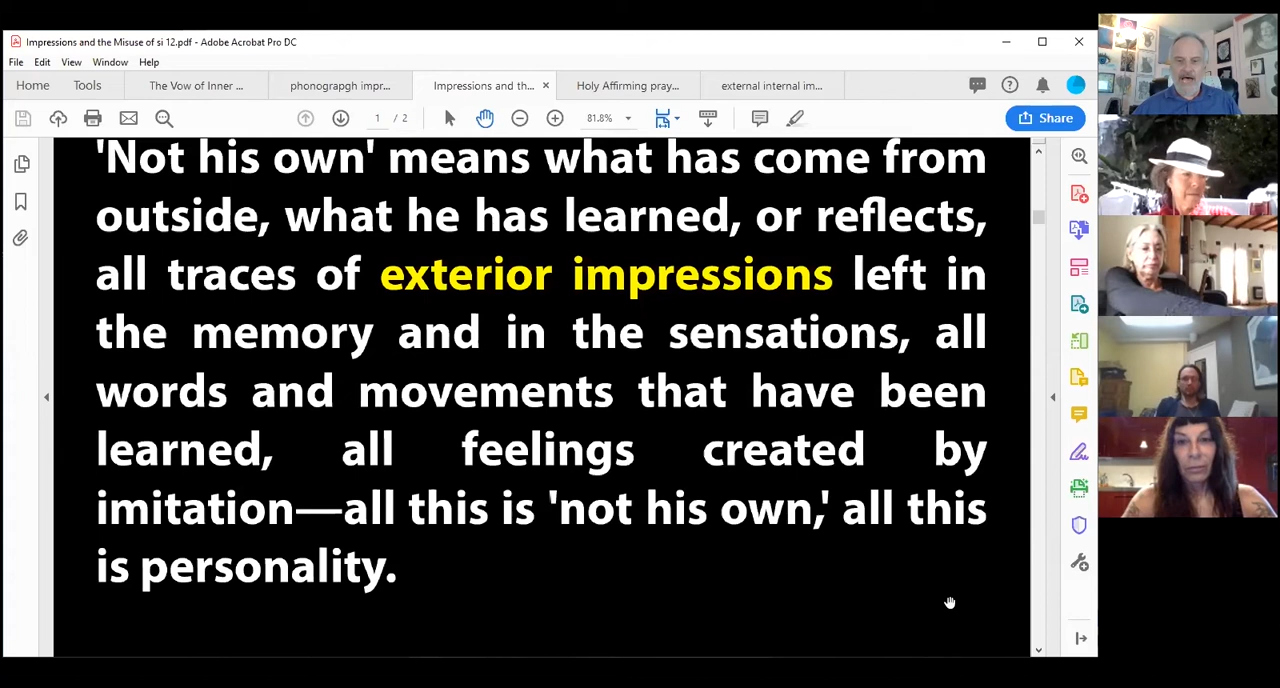 Impressions and the Misuse of si 12.pdf - Adobe Acrobat Pro DC
File Edit View Window Help
Home Tools The Vow of Inner ... phonograpgh impr... Impressions and th... × Holy Affirming pray... external internal im...
1 / 2 81.8% Share
'Not his own' means what has come from
outside, what he has learned, or reflects,
all traces of exterior impressions left in
the memory and in the sensations, all
words and movements that have been
learned, all feelings created by
imitation—all this is 'not his own,' all this
is personality.